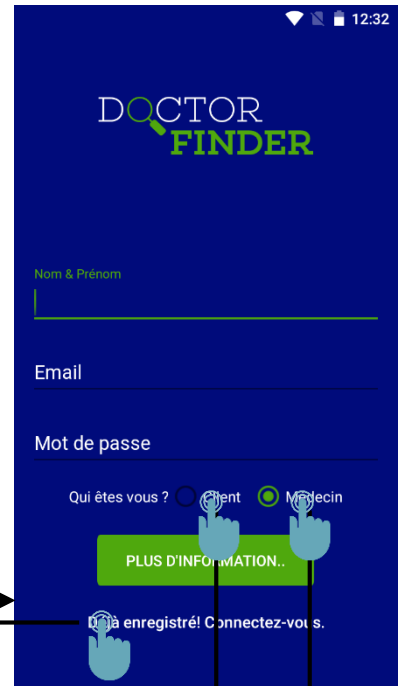 12:32
DOCTOR
FINDER
Nom & Prénom
Email
Mot de passe
Qui êtes vous ? Client Médecin
PLUS D'INFORMATION..
Déjà enregistré! Connectez-vous.